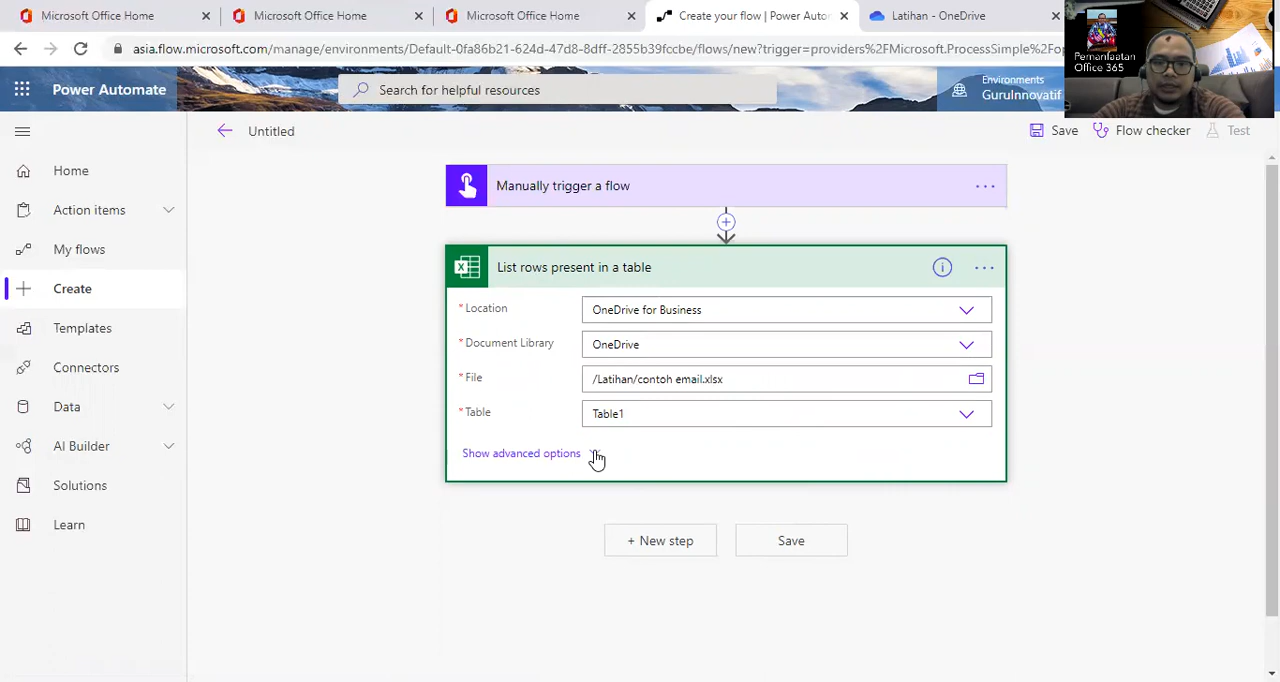 Microsoft Office Home
Microsoft Office Home
Microsoft Office Home
Create your flow | Power Autom
Latihan - OneDrive
asia.flow.microsoft.com/manage/environments/Default-0fa86b21-624d-47d8-8dff-2855b39fccbe/flows/new?trigger=providers%2FMicrosoft.ProcessSimple%2Fop
Pemanfaatan
Office 365
Power Automate
Search for helpful resources
Environments
GuruInnovatif
Untitled
Save
Flow checker
Test
Home
Action items
My flows
Create
Templates
Connectors
Data
AI Builder
Solutions
Learn
Manually trigger a flow
List rows present in a table
* Location
OneDrive for Business
* Document Library
OneDrive
* File
/Latihan/contoh email.xlsx
* Table
Table1
Show advanced options
+ New step
Save